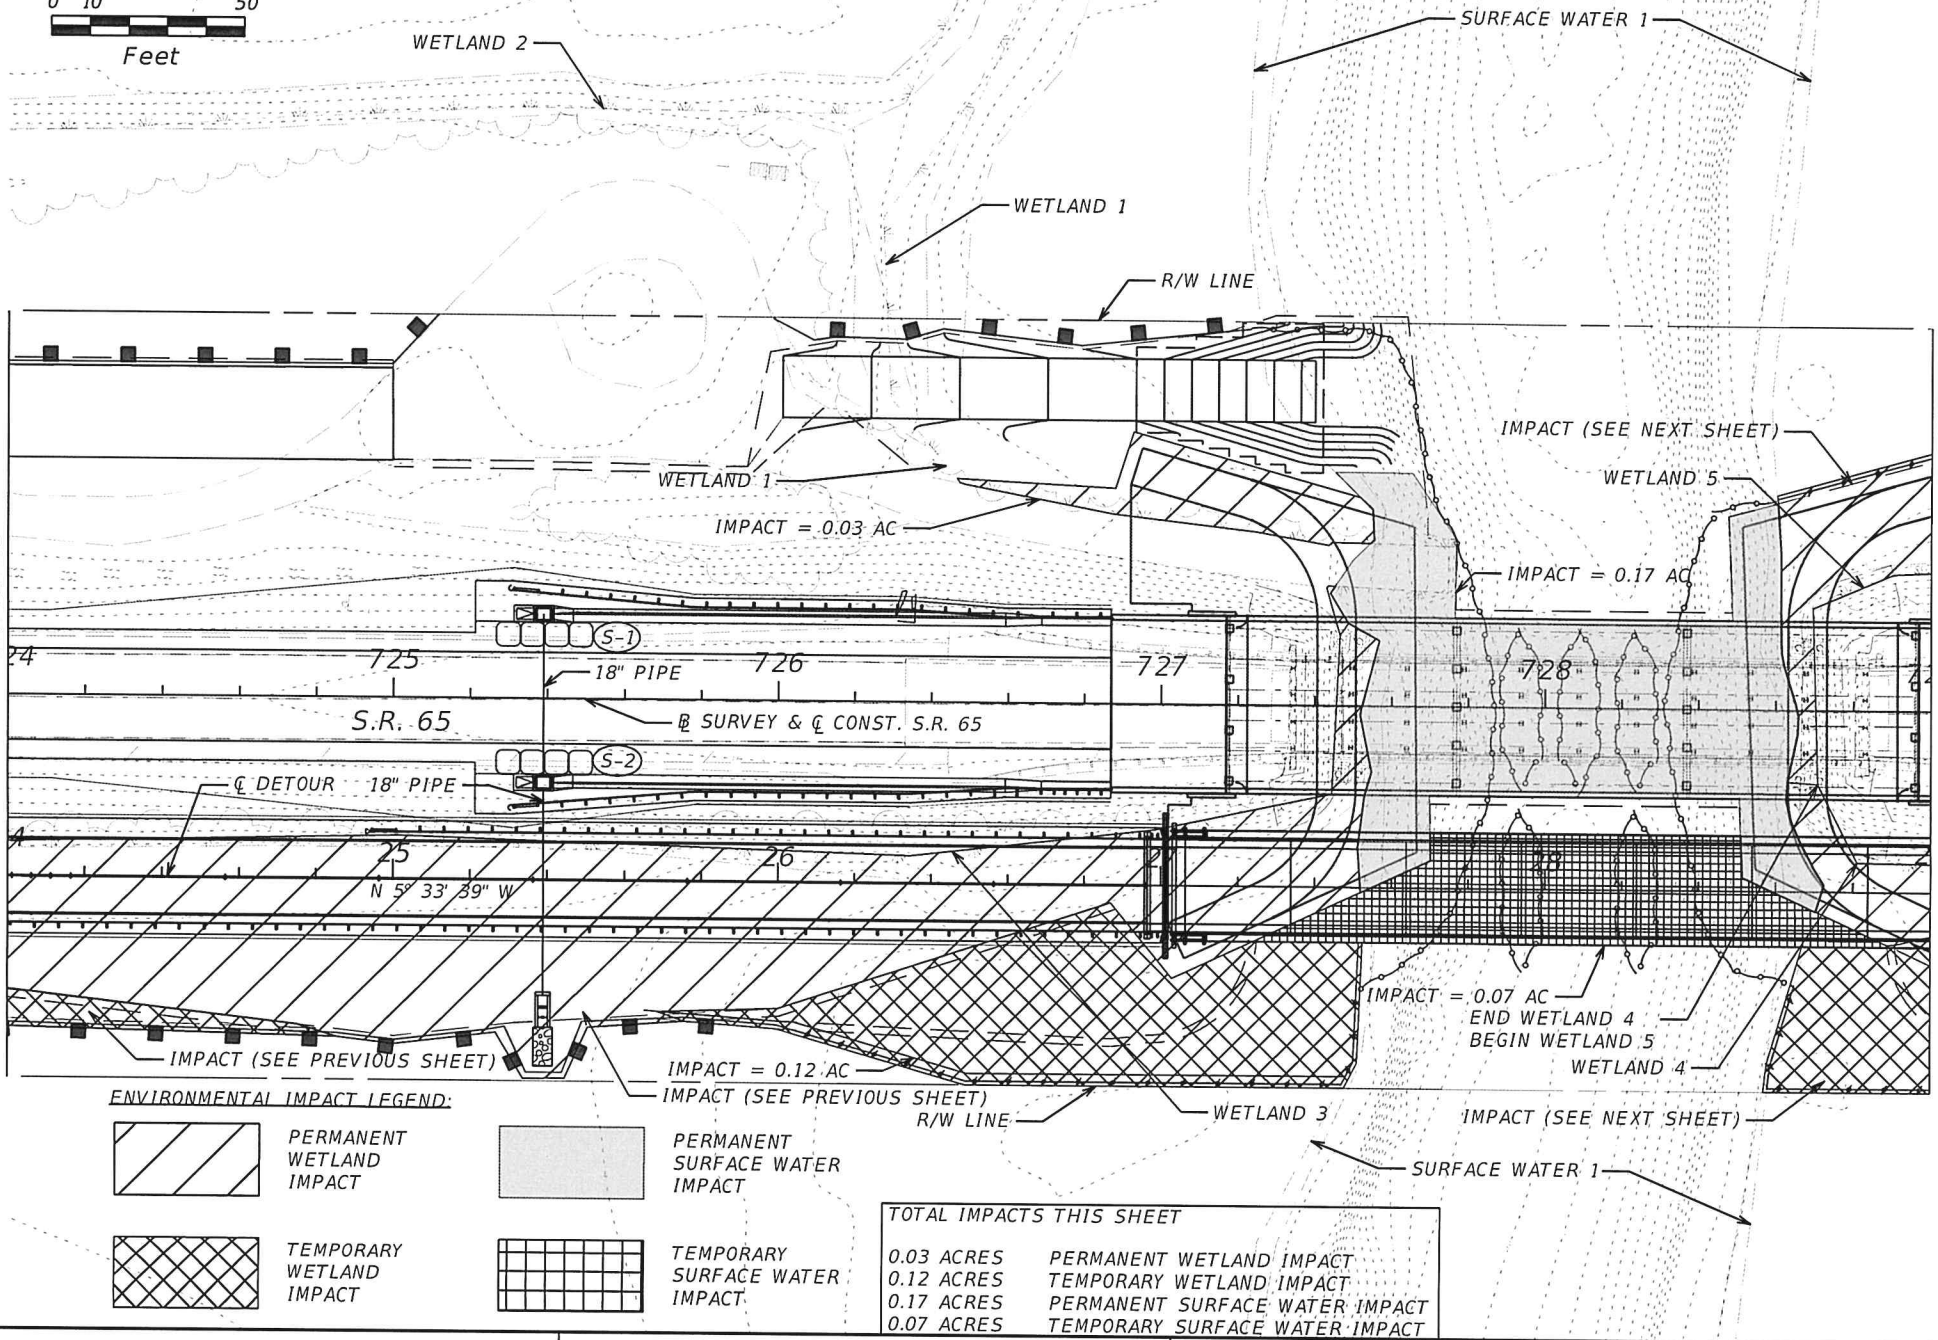 0 10 50
Feet
WETLAND 2
SURFACE WATER 1
WETLAND 1
R/W LINE
IMPACT (SEE NEXT SHEET)
WETLAND 5
WETLAND 1
IMPACT = 0.03 AC
IMPACT = 0.17 AC
S-1
725
726
727
728
18" PIPE
S.R. 65
B SURVEY & C CONST. S.R. 65
S-2
C DETOUR
18" PIPE
25
26
28
N 5° 33' 39" W
IMPACT = 0.07 AC
END WETLAND 4
BEGIN WETLAND 5
IMPACT (SEE PREVIOUS SHEET)
IMPACT = 0.12 AC
WETLAND 4
IMPACT (SEE PREVIOUS SHEET)
R/W LINE
WETLAND 3
IMPACT (SEE NEXT SHEET)
SURFACE WATER 1
ENVIRONMENTAL IMPACT LEGEND:
PERMANENT
WETLAND
IMPACT
PERMANENT
SURFACE WATER
IMPACT
TEMPORARY
WETLAND
IMPACT
TEMPORARY
SURFACE WATER
IMPACT
TOTAL IMPACTS THIS SHEET
0.03 ACRES PERMANENT WETLAND IMPACT
0.12 ACRES TEMPORARY WETLAND IMPACT
0.17 ACRES PERMANENT SURFACE WATER IMPACT
0.07 ACRES TEMPORARY SURFACE WATER IMPACT